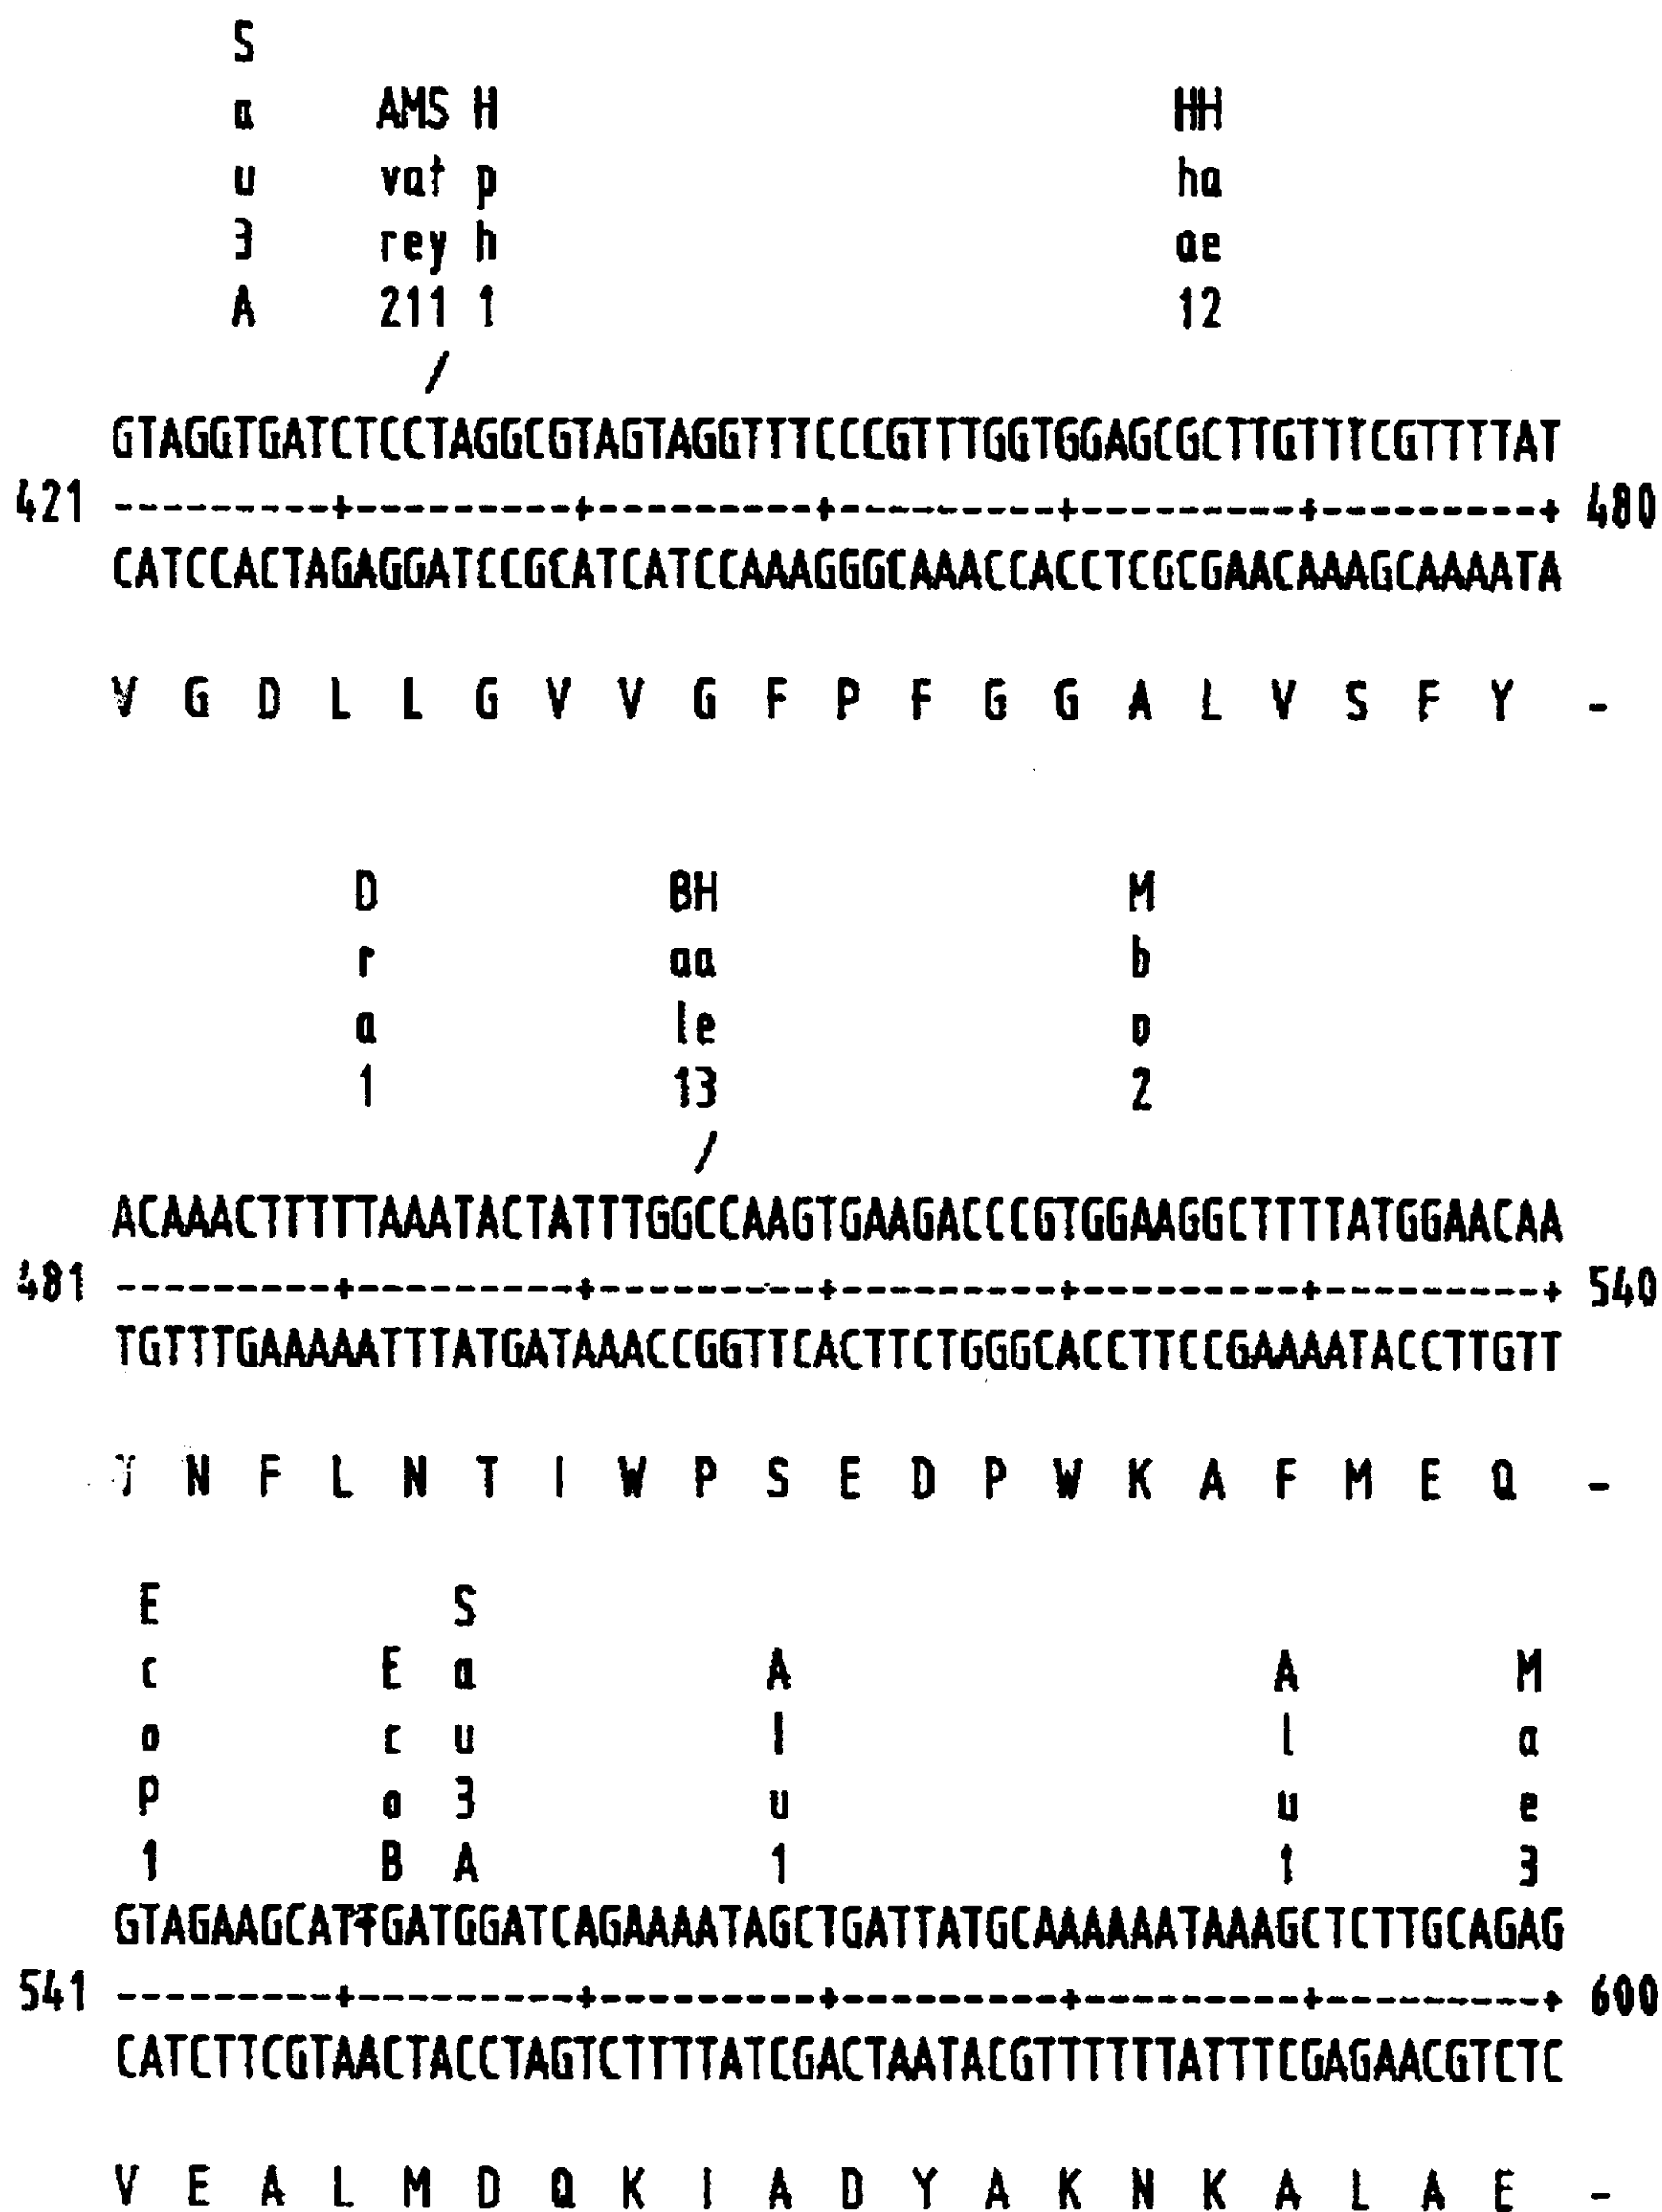 S
a AMS H HH
u vat p ha
3 rey h ae
A 211 1 12
/
GTAGGTGATCTCCTAGGCGTAGTAGGTTTCCCGTTTGGTGGAGCGCTTGTTTCGTTTTAT
421 ---------+---------+---------+---------+---------+---------+ 480
CATCCACTAGAGGATCCGCATCATCCAAAGGGCAAACCACCTCGCGAACAAAGCAAAATA
V G D L L G V V G F P F G G A L V S F Y -
D BH M
r aa b
a le o
1 13 2
/
ACAAACTTTTTAAATACTATTTGGCCAAGTGAAGACCCGTGGAAGGCTTTTATGGAACAA
481 ---------+---------+---------+---------+---------+---------+ 540
TGTTTGAAAAATTTATGATAAACCGGTTCACTTCTGGGCACCTTCCGAAAATACCTTGTT
T N F L N T I W P S E D P W K A F M E Q -
E S
c E a A A M
o c u l l a
P o 3 u u e
1 B A 1 1 3
GTAGAAGCATTGATGGATCAGAAAATAGCTGATTATGCAAAAAATAAAGCTCTTGCAGAG
541 ---------+---------+---------+---------+---------+---------+ 600
CATCTTCGTAACTACCTAGTCTTTTATCGACTAATACGTTTTTTATTTCGAGAACGTCTC
V E A L M D Q K I A D Y A K N K A L A E -